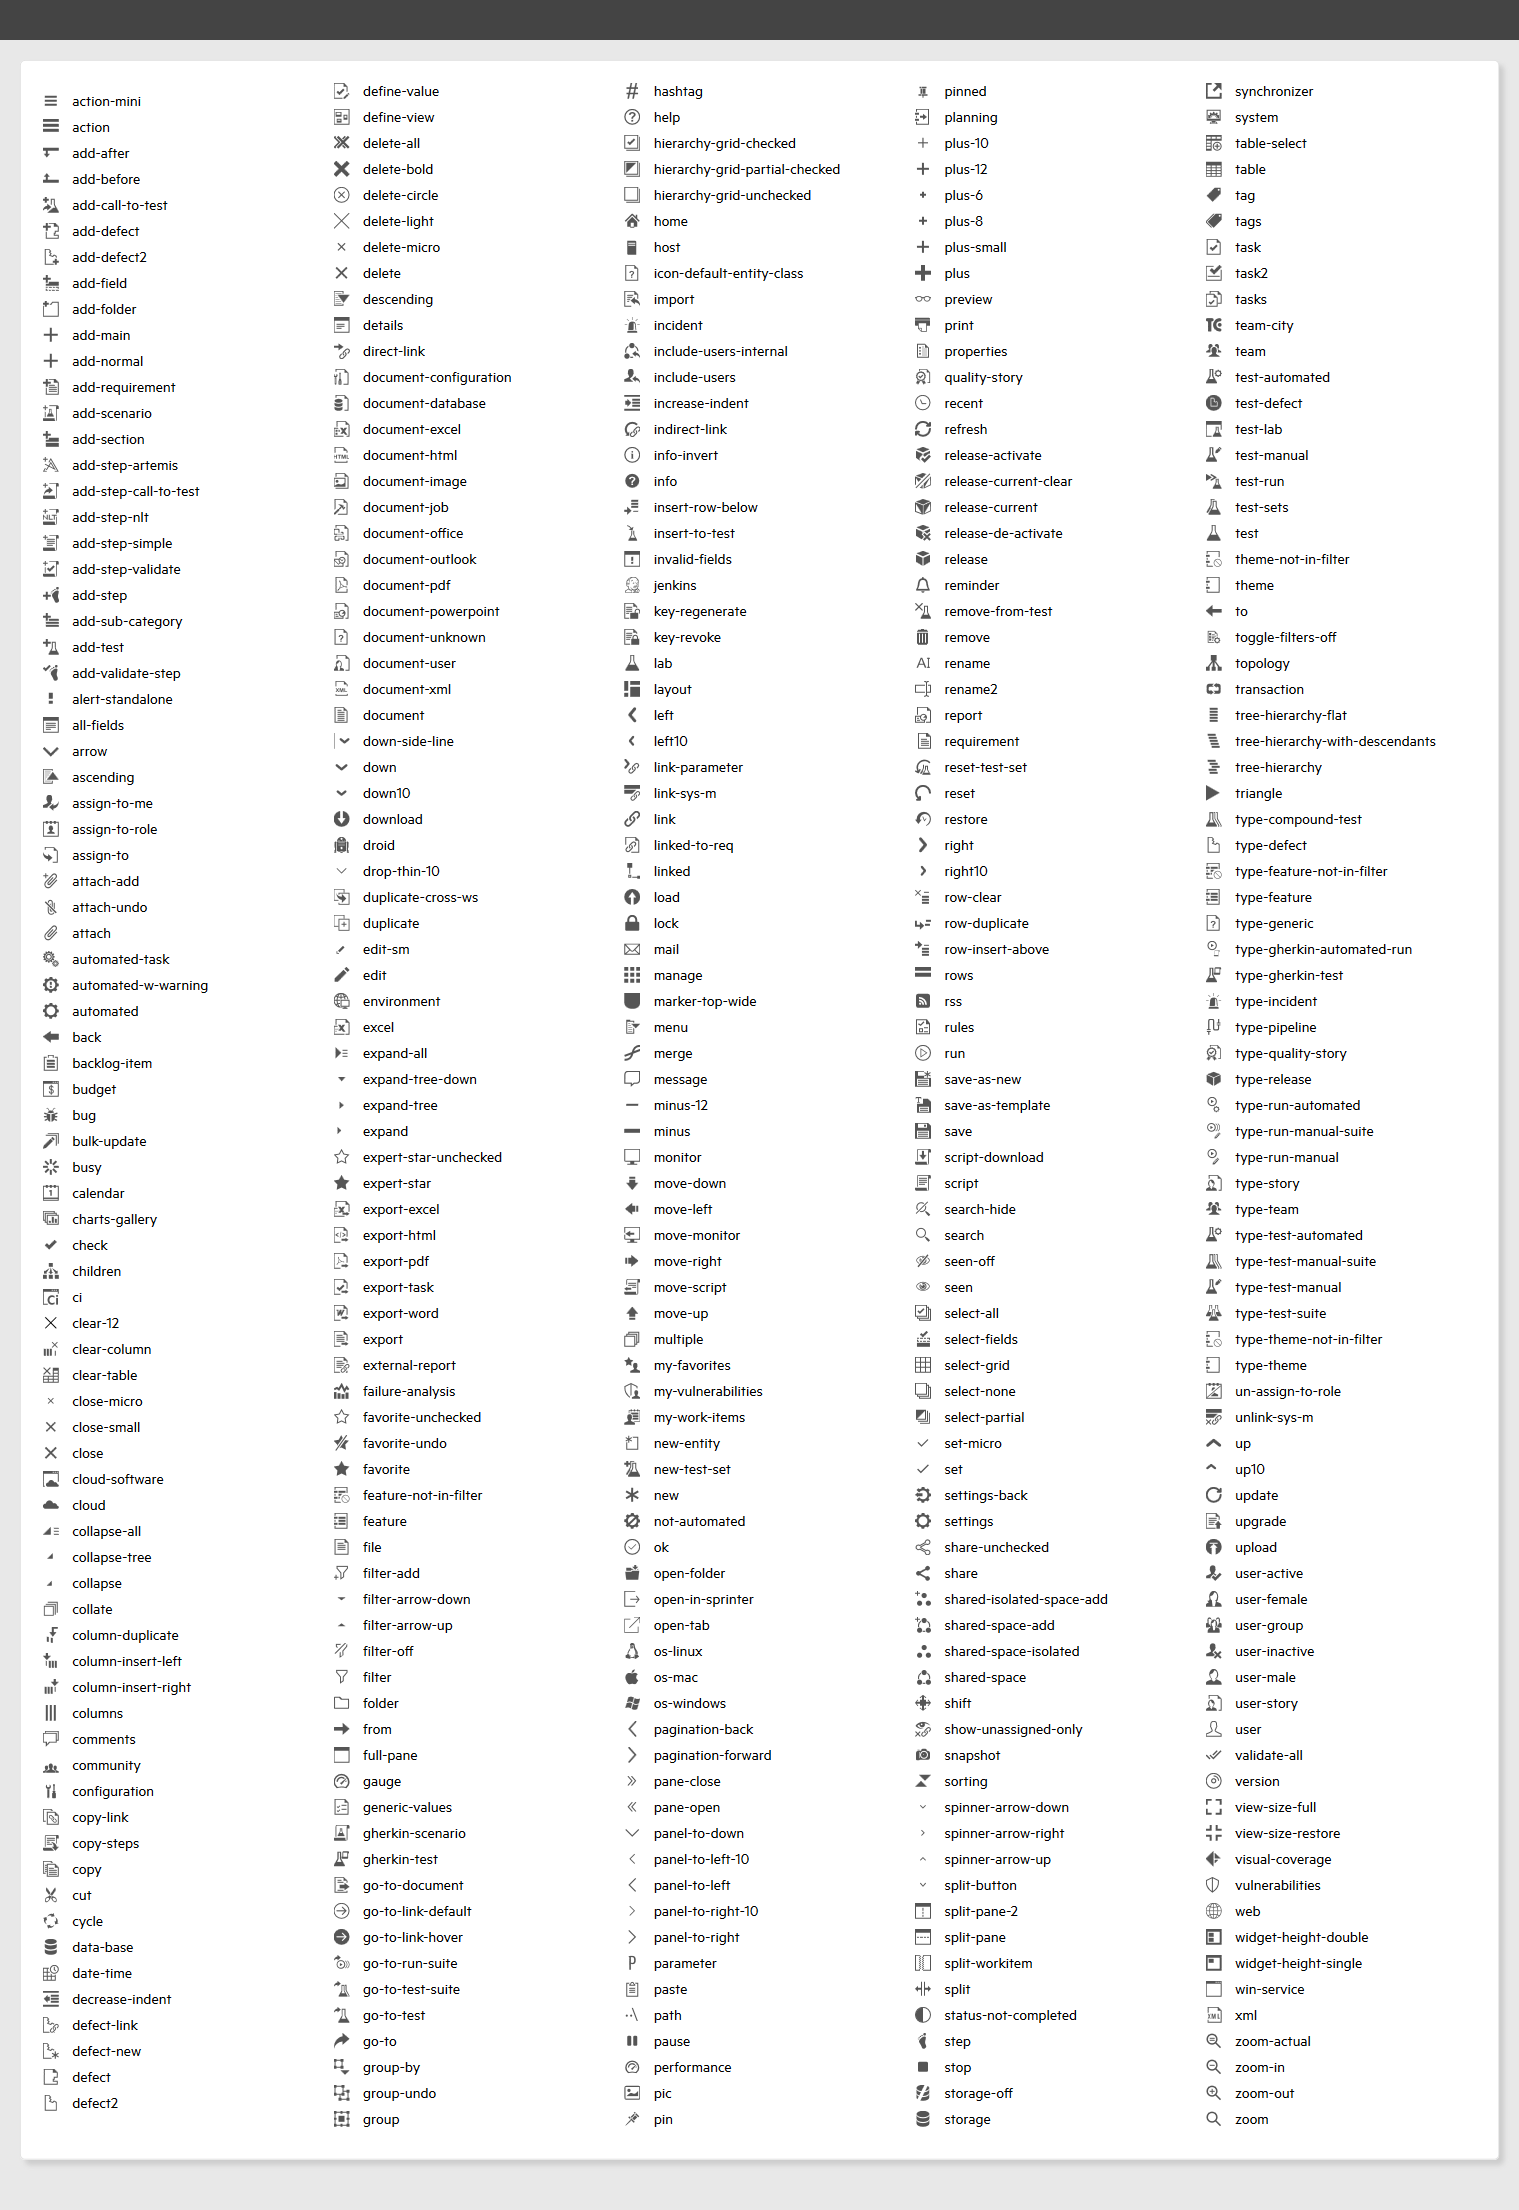 action-mini
action
add-after
add-before
add-call-to-test
add-defect
add-defect2
add-field
add-folder
add-main
add-normal
add-requirement
add-scenario
add-section
add-step-artemis
add-step-call-to-test
add-step-nlt
add-step-simple
add-step-validate
add-step
add-sub-category
add-test
add-validate-step
alert-standalone
all-fields
arrow
ascending
assign-to-me
assign-to-role
assign-to
attach-add
attach-undo
attach
automated-task
automated-w-warning
automated
back
backlog-item
budget
bug
bulk-update
busy
calendar
charts-gallery
check
children
ci
clear-12
clear-column
clear-table
close-micro
close-small
close
cloud-software
cloud
collapse-all
collapse-tree
collapse
collate
column-duplicate
column-insert-left
column-insert-right
columns
comments
community
configuration
copy-link
copy-steps
copy
cut
cycle
data-base
date-time
decrease-indent
defect-link
defect-new
defect
defect2
define-value
define-view
delete-all
delete-bold
delete-circle
delete-light
delete-micro
delete
descending
details
direct-link
document-configuration
document-database
document-excel
document-html
document-image
document-job
document-office
document-outlook
document-pdf
document-powerpoint
document-unknown
document-user
document-xml
document
down-side-line
down
down10
download
droid
drop-thin-10
duplicate-cross-ws
duplicate
edit-sm
edit
environment
excel
expand-all
expand-tree-down
expand-tree
expand
expert-star-unchecked
expert-star
export-excel
export-html
export-pdf
export-task
export-word
export
external-report
failure-analysis
favorite-unchecked
favorite-undo
favorite
feature-not-in-filter
feature
file
filter-add
filter-arrow-down
filter-arrow-up
filter-off
filter
folder
from
full-pane
gauge
generic-values
gherkin-scenario
gherkin-test
go-to-document
go-to-link-default
go-to-link-hover
go-to-run-suite
go-to-test-suite
go-to-test
go-to
group-by
group-undo
group
hashtag
help
hierarchy-grid-checked
hierarchy-grid-partial-checked
hierarchy-grid-unchecked
home
host
icon-default-entity-class
import
incident
include-users-internal
include-users
increase-indent
indirect-link
info-invert
info
insert-row-below
insert-to-test
invalid-fields
jenkins
key-regenerate
key-revoke
lab
layout
left
left10
link-parameter
link-sys-m
link
linked-to-req
linked
load
lock
mail
manage
marker-top-wide
menu
merge
message
minus-12
minus
monitor
move-down
move-left
move-monitor
move-right
move-script
move-up
multiple
my-favorites
my-vulnerabilities
my-work-items
new-entity
new-test-set
new
not-automated
ok
open-folder
open-in-sprinter
open-tab
os-linux
os-mac
os-windows
pagination-back
pagination-forward
pane-close
pane-open
panel-to-down
panel-to-left-10
panel-to-left
panel-to-right-10
panel-to-right
parameter
paste
path
pause
performance
pic
pin
pinned
planning
plus-10
plus-12
plus-6
plus-8
plus-small
plus
preview
print
properties
quality-story
recent
refresh
release-activate
release-current-clear
release-current
release-de-activate
release
reminder
remove-from-test
remove
rename
rename2
report
requirement
reset-test-set
reset
restore
right
right10
row-clear
row-duplicate
row-insert-above
rows
rss
rules
run
save-as-new
save-as-template
save
script-download
script
search-hide
search
seen-off
seen
select-all
select-fields
select-grid
select-none
select-partial
set-micro
set
settings-back
settings
share-unchecked
share
shared-isolated-space-add
shared-space-add
shared-space-isolated
shared-space
shift
show-unassigned-only
snapshot
sorting
spinner-arrow-down
spinner-arrow-right
spinner-arrow-up
split-button
split-pane-2
split-pane
split-workitem
split
status-not-completed
step
stop
storage-off
storage
synchronizer
system
table-select
table
tag
tags
task
task2
tasks
team-city
team
test-automated
test-defect
test-lab
test-manual
test-run
test-sets
test
theme-not-in-filter
theme
to
toggle-filters-off
topology
transaction
tree-hierarchy-flat
tree-hierarchy-with-descendants
tree-hierarchy
triangle
type-compound-test
type-defect
type-feature-not-in-filter
type-feature
type-generic
type-gherkin-automated-run
type-gherkin-test
type-incident
type-pipeline
type-quality-story
type-release
type-run-automated
type-run-manual-suite
type-run-manual
type-story
type-team
type-test-automated
type-test-manual-suite
type-test-manual
type-test-suite
type-theme-not-in-filter
type-theme
un-assign-to-role
unlink-sys-m
up
up10
update
upgrade
upload
user-active
user-female
user-group
user-inactive
user-male
user-story
user
validate-all
version
view-size-full
view-size-restore
visual-coverage
vulnerabilities
web
widget-height-double
widget-height-single
win-service
xml
zoom-actual
zoom-in
zoom-out
zoom